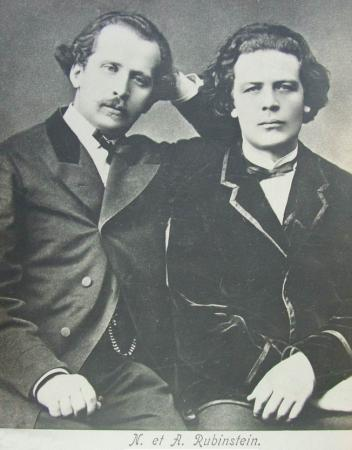 N. et A. Rubinstein.